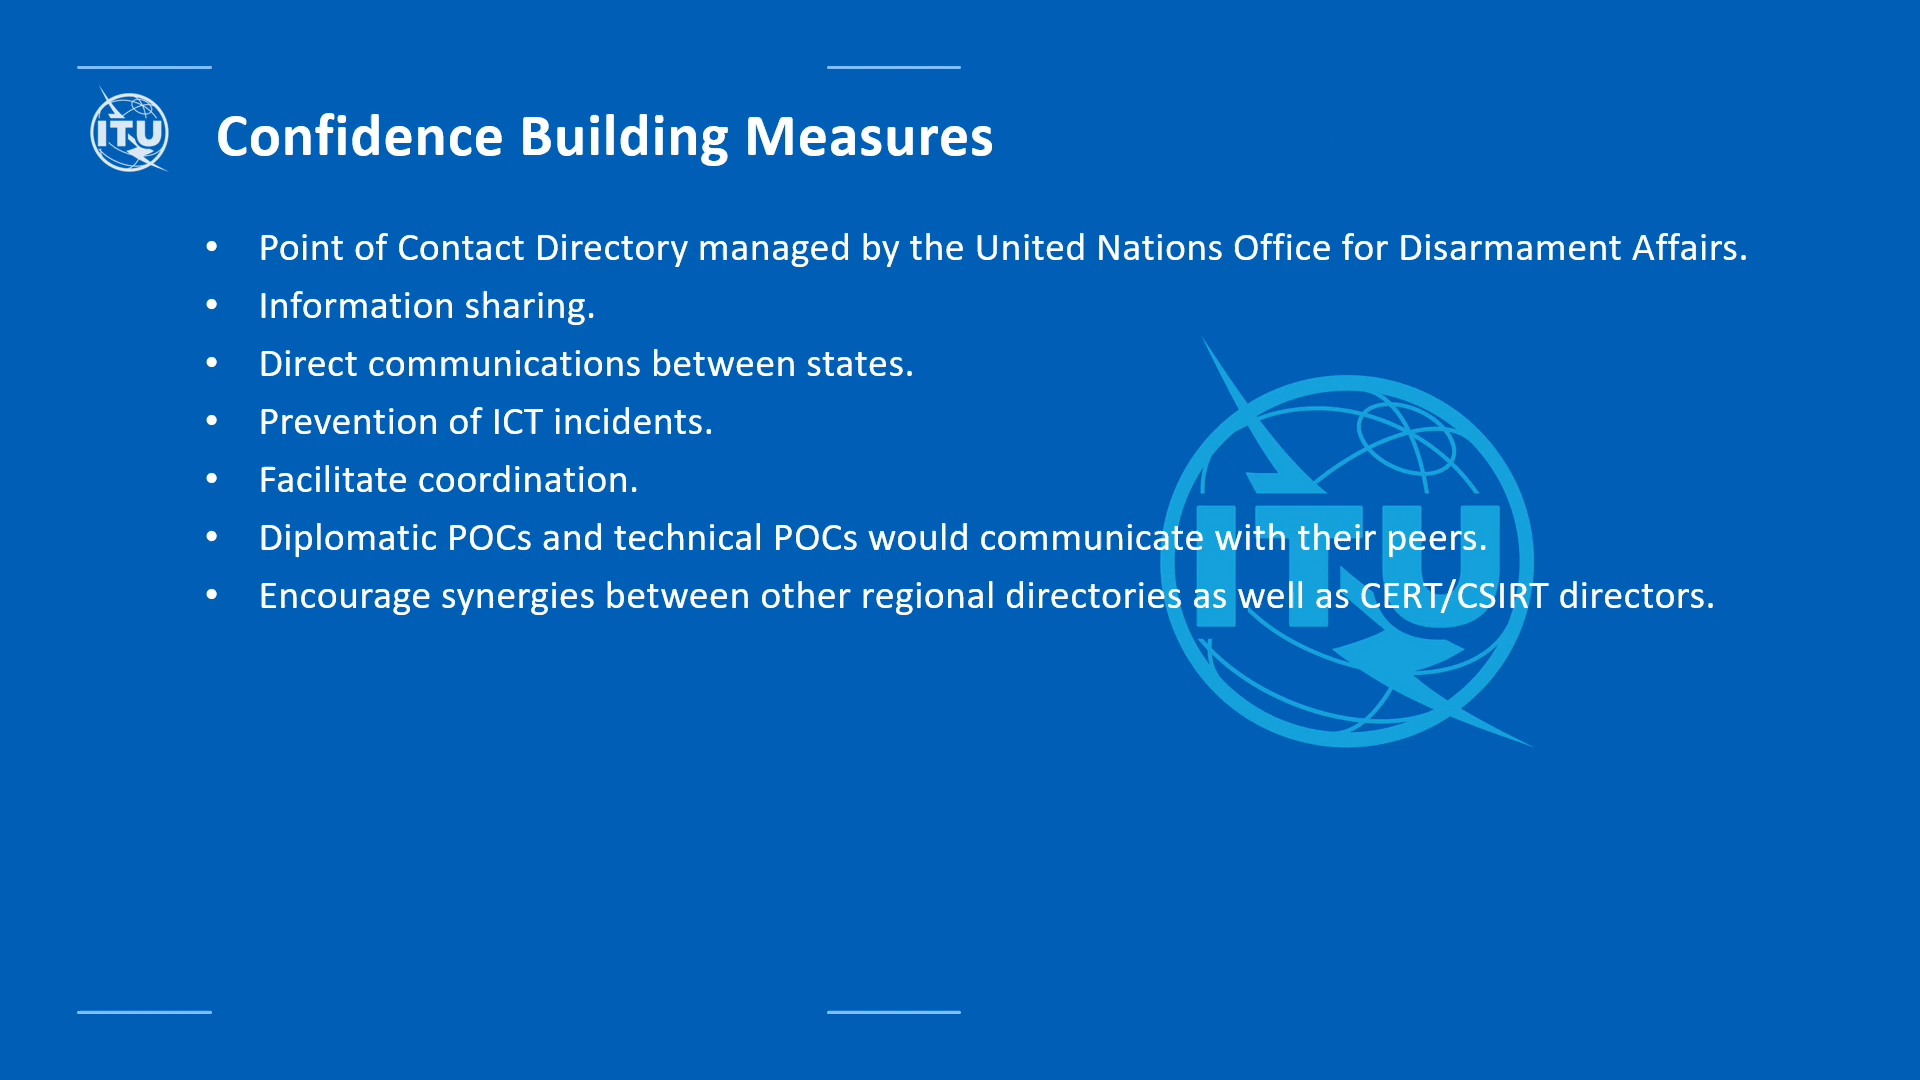 ITU
Confidence Building Measures
• Point of Contact Directory managed by the United Nations Office for Disarmament Affairs.
• Information sharing.
• Direct communications between states.
• Prevention of ICT incidents.
• Facilitate coordination.
• Diplomatic POCs and technical POCs would communicate with their peers.
• Encourage synergies between other regional directories as well as CERT/CSIRT directors.
ITU